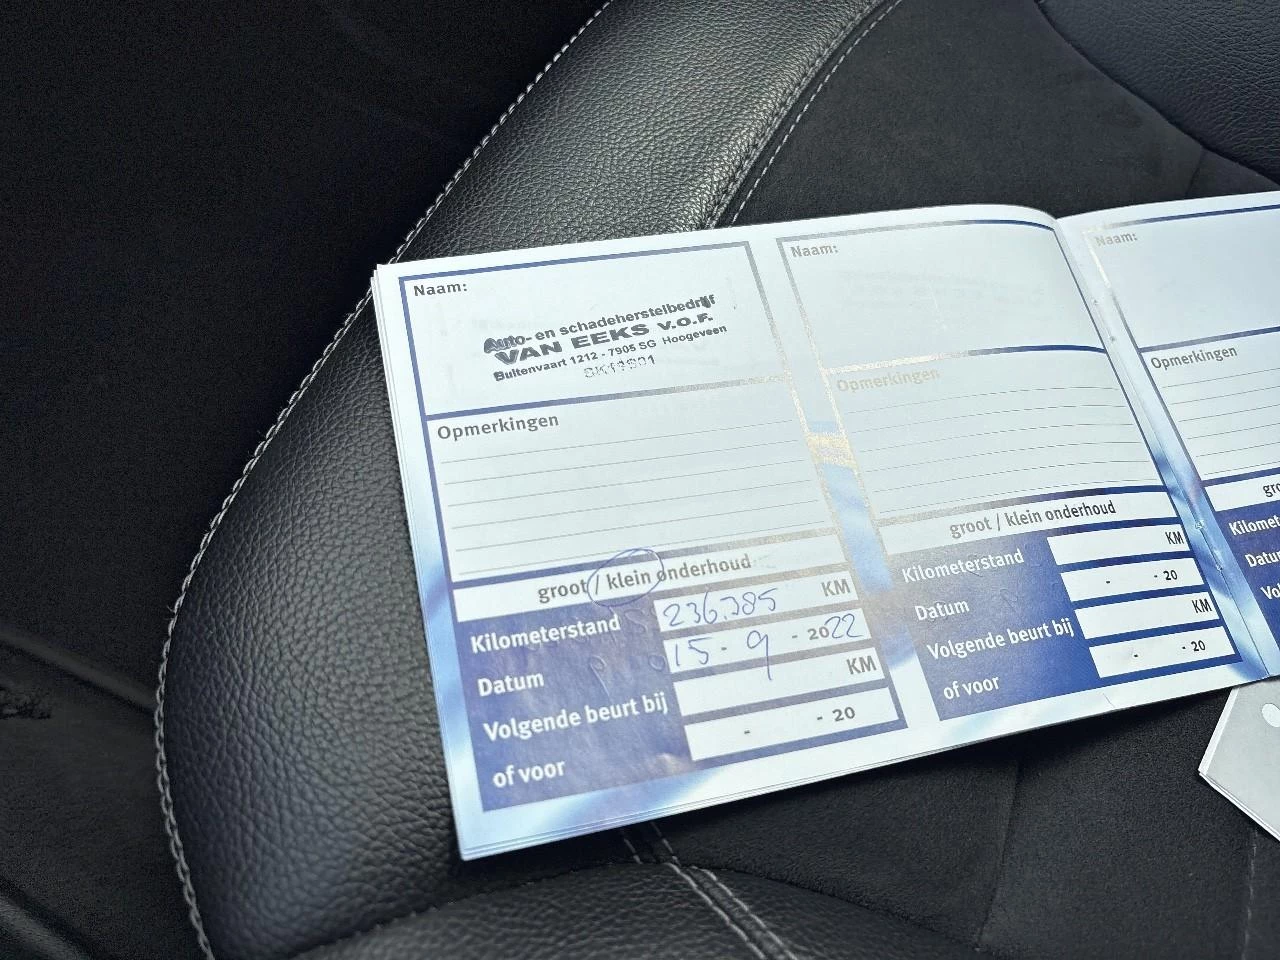 Naam:
Auto- en schadeherstelbedrijf
VAN EEKS V.O.F.
Buitenvaart 1212 - 7905 SG Hoogeveen
Opmerkingen
groot / klein onderhoud
Kilometerstand 236.385 KM
Datum 15 - 9 - 2022
Volgende beurt bij KM
of voor - - 20
Naam:
Opmerkingen
groot / klein onderhoud
Kilometerstand KM
Datum - - 20
Volgende beurt bij KM
of voor - - 20
Naam:
Opmerkingen